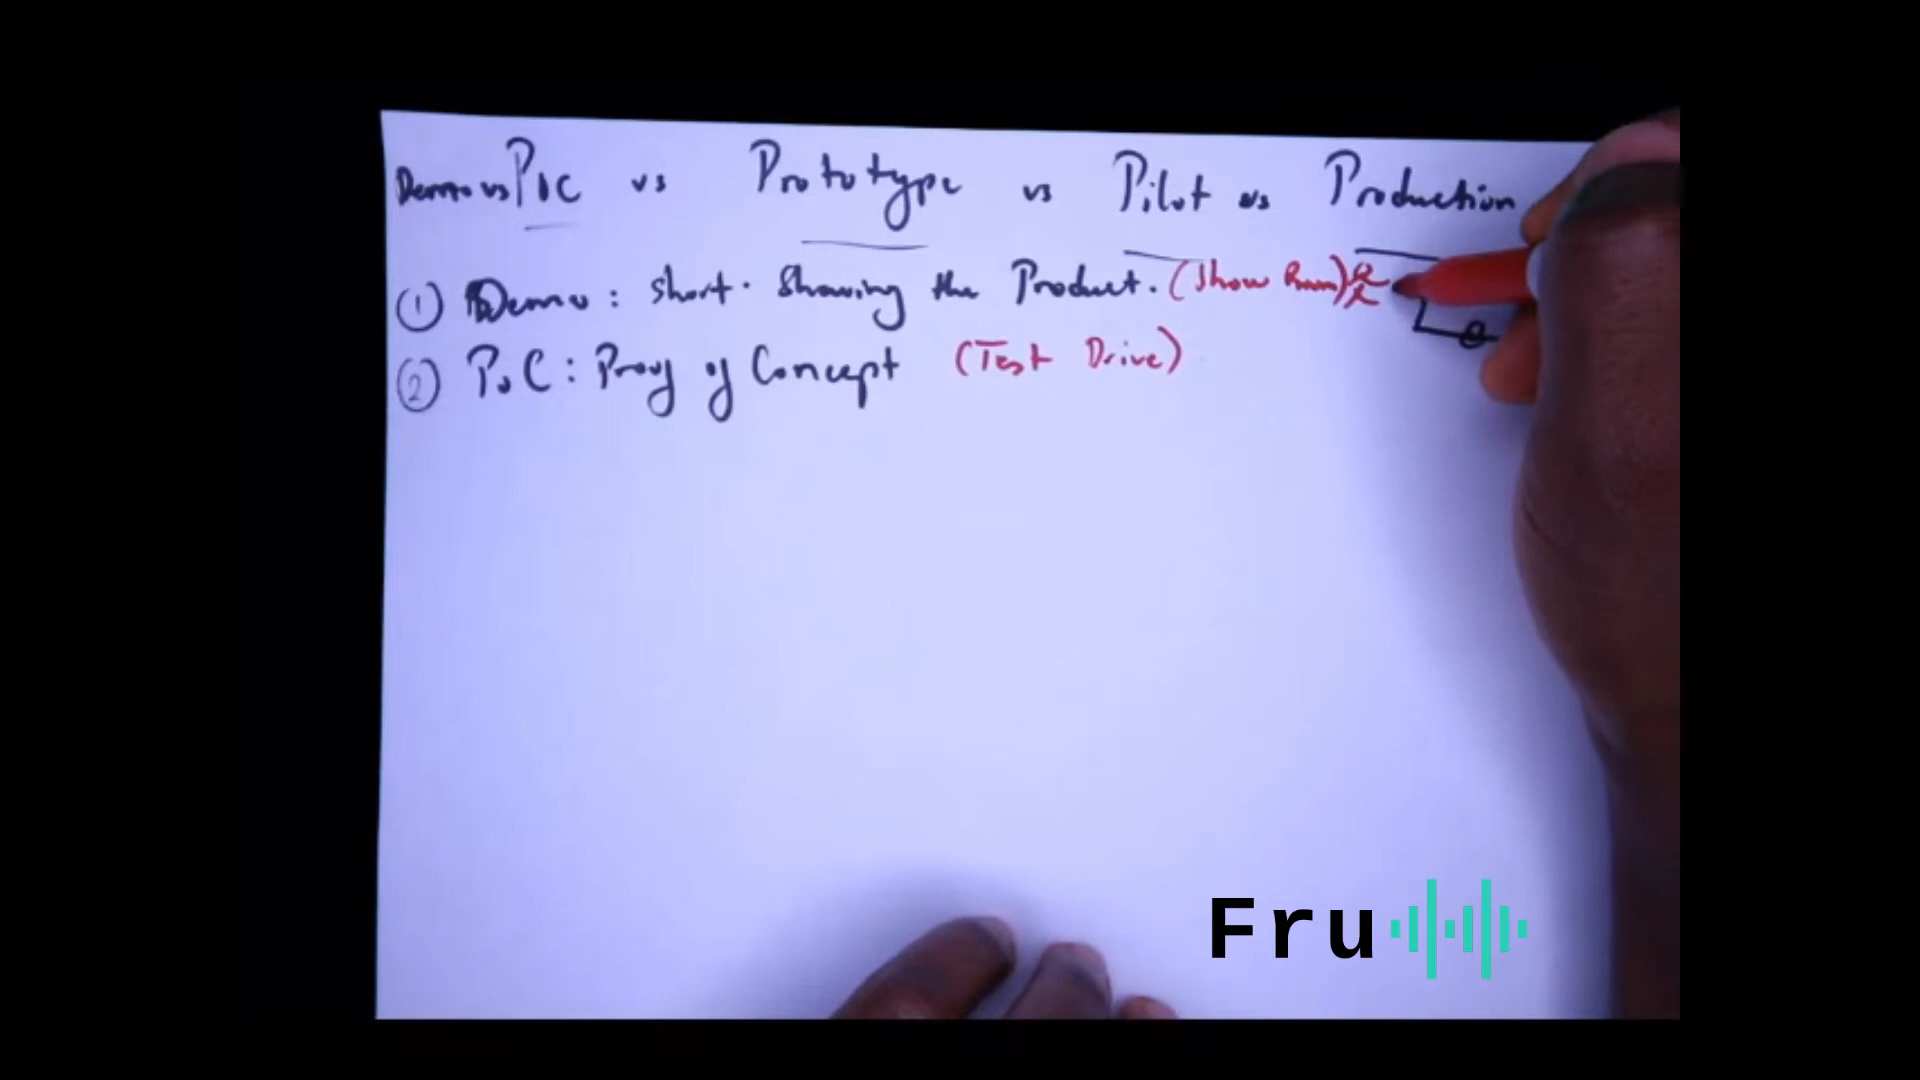 Demo vs PoC vs Prototype vs Pilot vs Production
① Demo: short. Showing the Product. (Show Room)
② PoC: Proof of Concept (Test Drive)
Fru